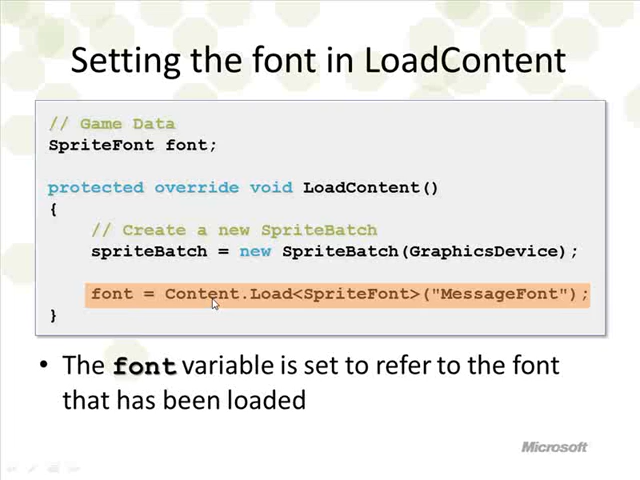 Setting the font in LoadContent
// Game Data
SpriteFont font;
protected override void LoadContent()
{
// Create a new SpriteBatch
spriteBatch = new SpriteBatch(GraphicsDevice);
font = Content.Load<SpriteFont>("MessageFont");
}
• The font variable is set to refer to the font
that has been loaded
Microsoft